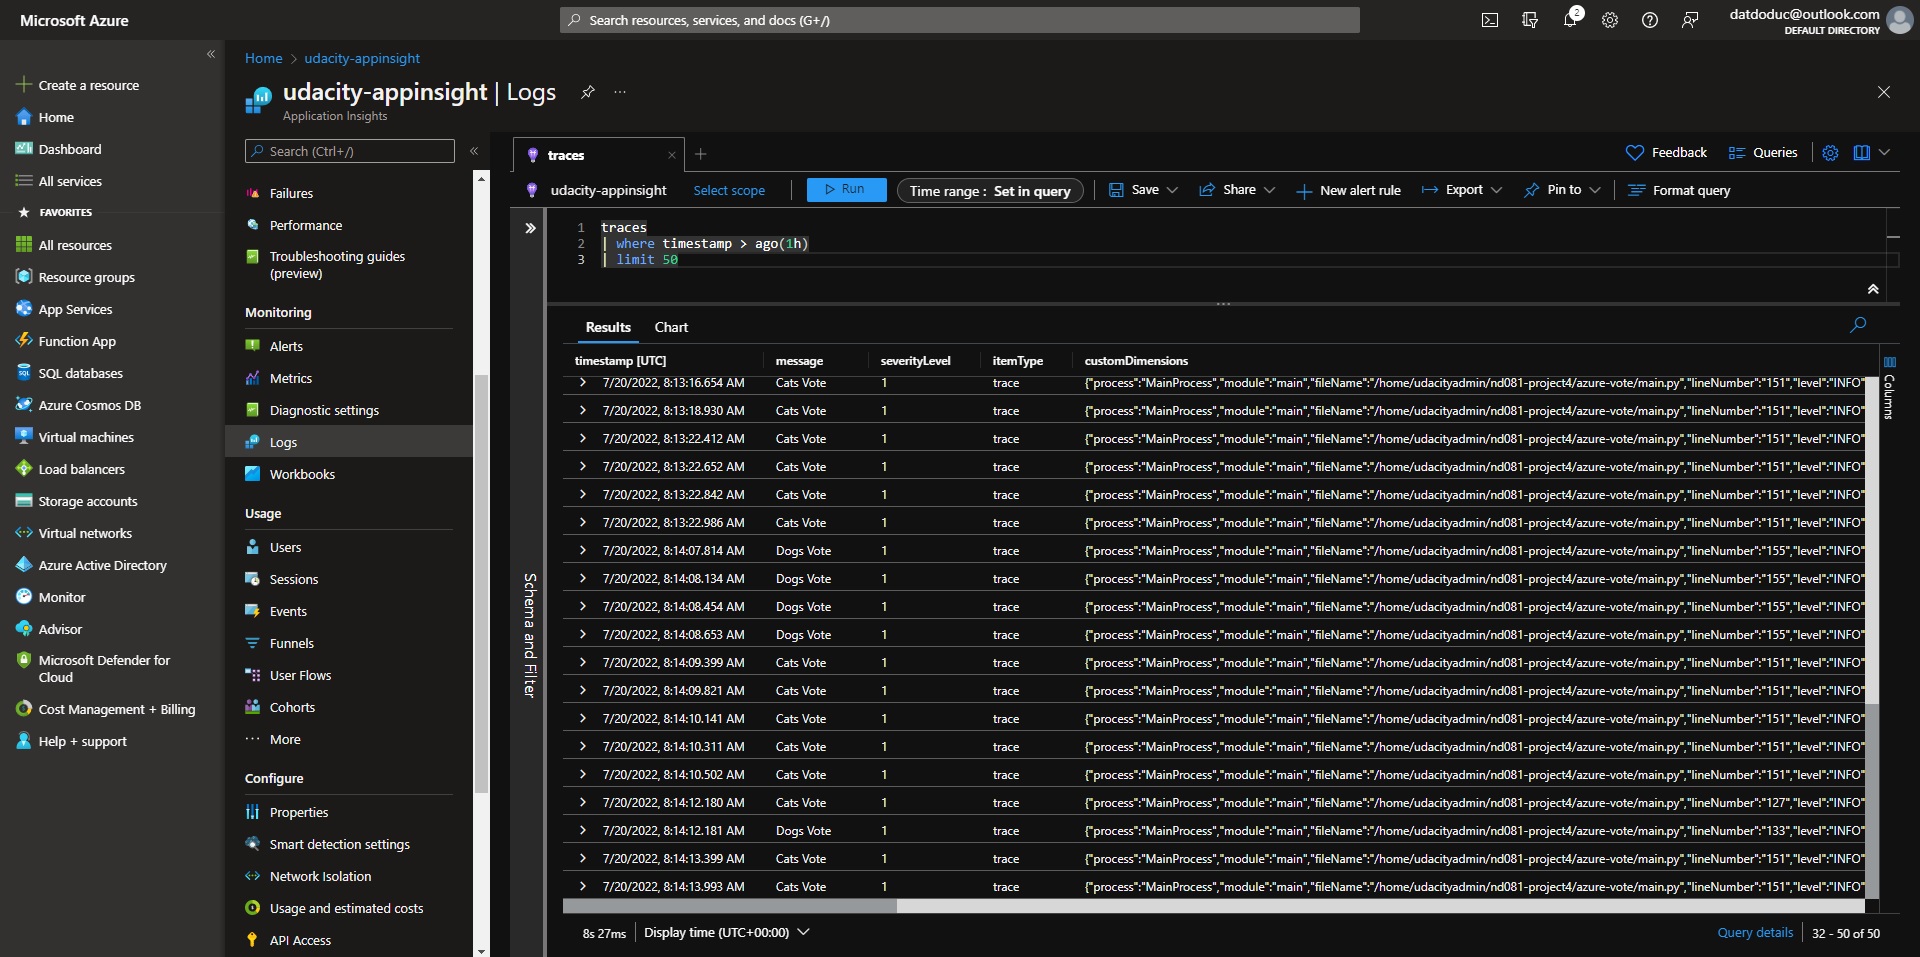 Microsoft Azure
Search resources, services, and docs (G+/)
2
datdoduc@outlook.com
DEFAULT DIRECTORY
Create a resource
Home
Dashboard
All services
FAVORITES
All resources
Resource groups
App Services
Function App
SQL databases
Azure Cosmos DB
Virtual machines
Load balancers
Storage accounts
Virtual networks
Azure Active Directory
Monitor
Advisor
Microsoft Defender for
Cloud
Cost Management + Billing
Help + support
Home > udacity-appinsight
udacity-appinsight | Logs
Application Insights
Search (Ctrl+/)
Failures
Performance
Troubleshooting guides
(preview)
Monitoring
Alerts
Metrics
Diagnostic settings
Logs
Workbooks
Usage
Users
Sessions
Events
Funnels
User Flows
Cohorts
More
Configure
Properties
Smart detection settings
Network Isolation
Usage and estimated costs
API Access
traces
Feedback Queries
udacity-appinsight Select scope Run Time range : Set in query Save Share New alert rule Export Pin to Format query
1 traces
2 | where timestamp > ago(1h)
3 | limit 50
Schema and Filter
Results Chart
timestamp [UTC] message severityLevel itemType customDimensions
7/20/2022, 8:13:16.654 AM Cats Vote 1 trace {"process":"MainProcess","module":"main","fileName":"/home/udacityadmin/nd081-project4/azure-vote/main.py","lineNumber":"151","level":"INFO"
7/20/2022, 8:13:18.930 AM Cats Vote 1 trace {"process":"MainProcess","module":"main","fileName":"/home/udacityadmin/nd081-project4/azure-vote/main.py","lineNumber":"151","level":"INFO"
7/20/2022, 8:13:22.412 AM Cats Vote 1 trace {"process":"MainProcess","module":"main","fileName":"/home/udacityadmin/nd081-project4/azure-vote/main.py","lineNumber":"151","level":"INFO"
7/20/2022, 8:13:22.652 AM Cats Vote 1 trace {"process":"MainProcess","module":"main","fileName":"/home/udacityadmin/nd081-project4/azure-vote/main.py","lineNumber":"151","level":"INFO"
7/20/2022, 8:13:22.842 AM Cats Vote 1 trace {"process":"MainProcess","module":"main","fileName":"/home/udacityadmin/nd081-project4/azure-vote/main.py","lineNumber":"151","level":"INFO"
7/20/2022, 8:13:22.986 AM Cats Vote 1 trace {"process":"MainProcess","module":"main","fileName":"/home/udacityadmin/nd081-project4/azure-vote/main.py","lineNumber":"151","level":"INFO"
7/20/2022, 8:14:07.814 AM Dogs Vote 1 trace {"process":"MainProcess","module":"main","fileName":"/home/udacityadmin/nd081-project4/azure-vote/main.py","lineNumber":"155","level":"INFO"
7/20/2022, 8:14:08.134 AM Dogs Vote 1 trace {"process":"MainProcess","module":"main","fileName":"/home/udacityadmin/nd081-project4/azure-vote/main.py","lineNumber":"155","level":"INFO"
7/20/2022, 8:14:08.454 AM Dogs Vote 1 trace {"process":"MainProcess","module":"main","fileName":"/home/udacityadmin/nd081-project4/azure-vote/main.py","lineNumber":"155","level":"INFO"
7/20/2022, 8:14:08.653 AM Dogs Vote 1 trace {"process":"MainProcess","module":"main","fileName":"/home/udacityadmin/nd081-project4/azure-vote/main.py","lineNumber":"155","level":"INFO"
7/20/2022, 8:14:09.399 AM Cats Vote 1 trace {"process":"MainProcess","module":"main","fileName":"/home/udacityadmin/nd081-project4/azure-vote/main.py","lineNumber":"151","level":"INFO"
7/20/2022, 8:14:09.821 AM Cats Vote 1 trace {"process":"MainProcess","module":"main","fileName":"/home/udacityadmin/nd081-project4/azure-vote/main.py","lineNumber":"151","level":"INFO"
7/20/2022, 8:14:10.141 AM Cats Vote 1 trace {"process":"MainProcess","module":"main","fileName":"/home/udacityadmin/nd081-project4/azure-vote/main.py","lineNumber":"151","level":"INFO"
7/20/2022, 8:14:10.311 AM Cats Vote 1 trace {"process":"MainProcess","module":"main","fileName":"/home/udacityadmin/nd081-project4/azure-vote/main.py","lineNumber":"151","level":"INFO"
7/20/2022, 8:14:10.502 AM Cats Vote 1 trace {"process":"MainProcess","module":"main","fileName":"/home/udacityadmin/nd081-project4/azure-vote/main.py","lineNumber":"151","level":"INFO"
7/20/2022, 8:14:12.180 AM Cats Vote 1 trace {"process":"MainProcess","module":"main","fileName":"/home/udacityadmin/nd081-project4/azure-vote/main.py","lineNumber":"127","level":"INFO"
7/20/2022, 8:14:12.181 AM Dogs Vote 1 trace {"process":"MainProcess","module":"main","fileName":"/home/udacityadmin/nd081-project4/azure-vote/main.py","lineNumber":"133","level":"INFO"
7/20/2022, 8:14:13.399 AM Cats Vote 1 trace {"process":"MainProcess","module":"main","fileName":"/home/udacityadmin/nd081-project4/azure-vote/main.py","lineNumber":"151","level":"INFO"
7/20/2022, 8:14:13.993 AM Cats Vote 1 trace {"process":"MainProcess","module":"main","fileName":"/home/udacityadmin/nd081-project4/azure-vote/main.py","lineNumber":"151","level":"INFO"
Columns
8s 27ms Display time (UTC+00:00) Query details 32 - 50 of 50